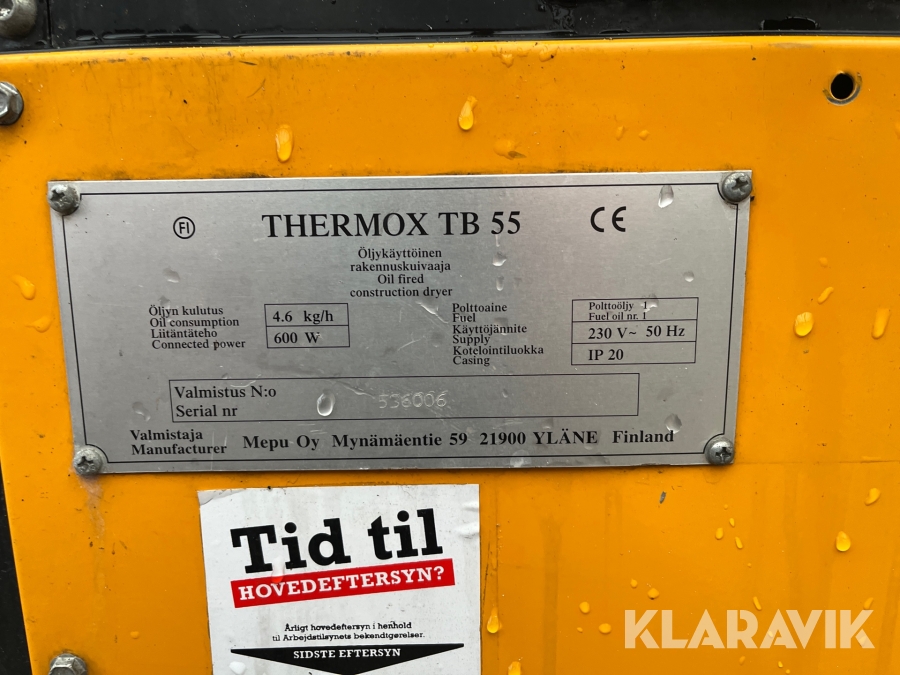 FI THERMOX TB 55 CE
Öljykäyttöinen
rakennuskuivaaja
Oil fired
construction dryer
Öljyn kulutus
Oil consumption
4.6 kg/h
Liitäntäteho
Connected power
600 W
Polttoaine
Fuel
Polttoöljy 1
Fuel oil nr. 1
Käyttöjännite
Supply
230 V~ 50 Hz
Kotelointiluokka
Casing
IP 20
Valmistus N:o
Serial nr
536006
Valmistaja
Manufacturer
Mepu Oy Mynämäentie 59 21900 YLÄNE Finland
Tid til
HOVEDEFTERSYN?
Årligt hovedeftersyn i henhold
til Arbejdstilsynets bekendtgørelser.
SIDSTE EFTERSYN
KLARAVIK